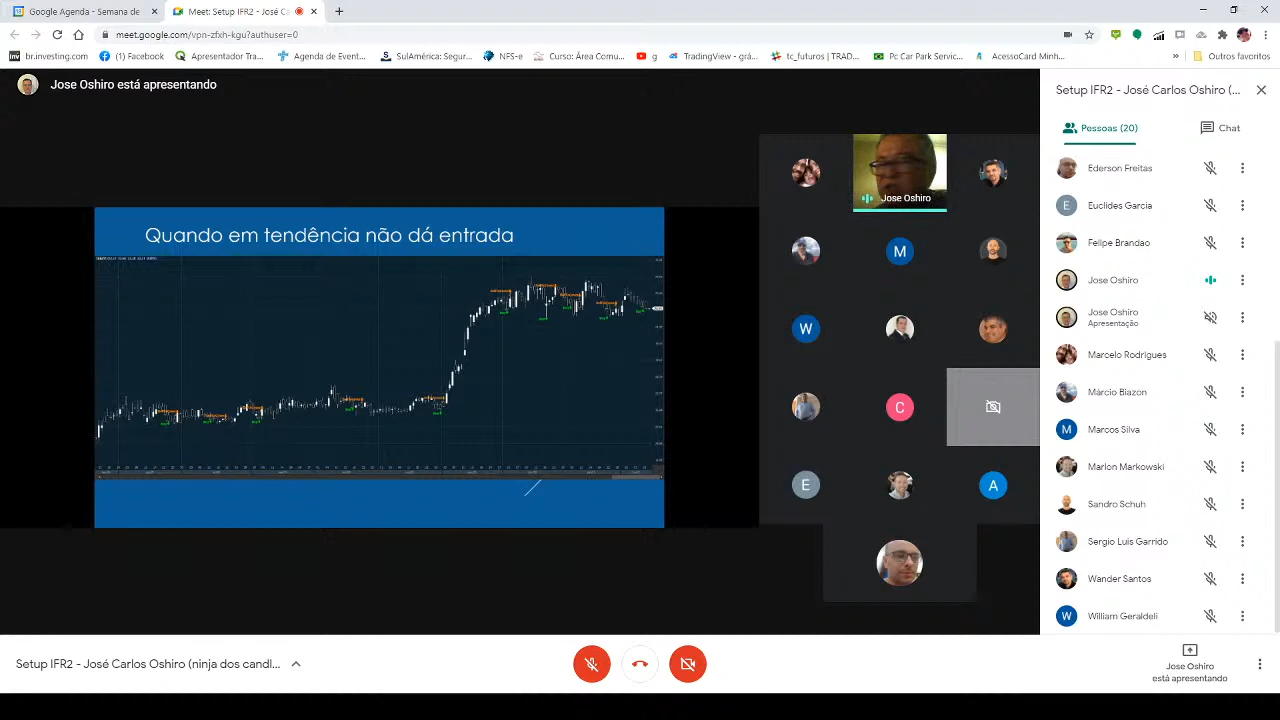 Google Agenda - Semana de
Meet: Setup IFR2 - José Ca
meet.google.com/vpn-zfxh-kgu?authuser=0
br.investing.com
(1) Facebook
Apresentador Tra...
Agenda de Event...
SulAmérica: Segur...
NFS-e
Curso: Área Comu...
g
TradingView - grá...
tc_futuros | TRAD...
Pc Car Park Servic...
AcessoCard Minh...
»
Outros favoritos
Jose Oshiro está apresentando
Quando em tendência não dá entrada
Jose Oshiro
M
W
C
E
A
Setup IFR2 - José Carlos Oshiro (...
Pessoas (20)
Chat
Ederson Freitas
E
Euclides Garcia
Felipe Brandao
Jose Oshiro
Jose Oshiro
Apresentação
Marcelo Rodrigues
Márcio Biazon
M
Marcos Silva
Marlon Markowski
Sandro Schuh
Sergio Luis Garrido
Wander Santos
W
William Geraldeli
Setup IFR2 - José Carlos Oshiro (ninja dos candl...
Jose Oshiro
está apresentando